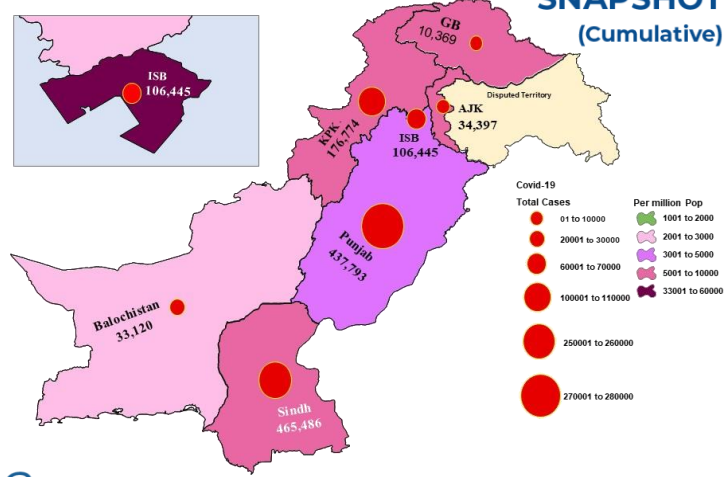 SNAPSHOT
(Cumulative)
GB
10,369
ISB
106,445
Disputed Territory
AJK
34,397
KPK
176,774
ISB
106,445
Punjab
437,793
Balochistan
33,120
Sindh
465,486
Covid-19
Total Cases
01 to 10000
20001 to 30000
60001 to 70000
100001 to 110000
250001 to 260000
270001 to 280000
Per million Pop
1001 to 2000
2001 to 3000
3001 to 5000
5001 to 10000
33001 to 60000